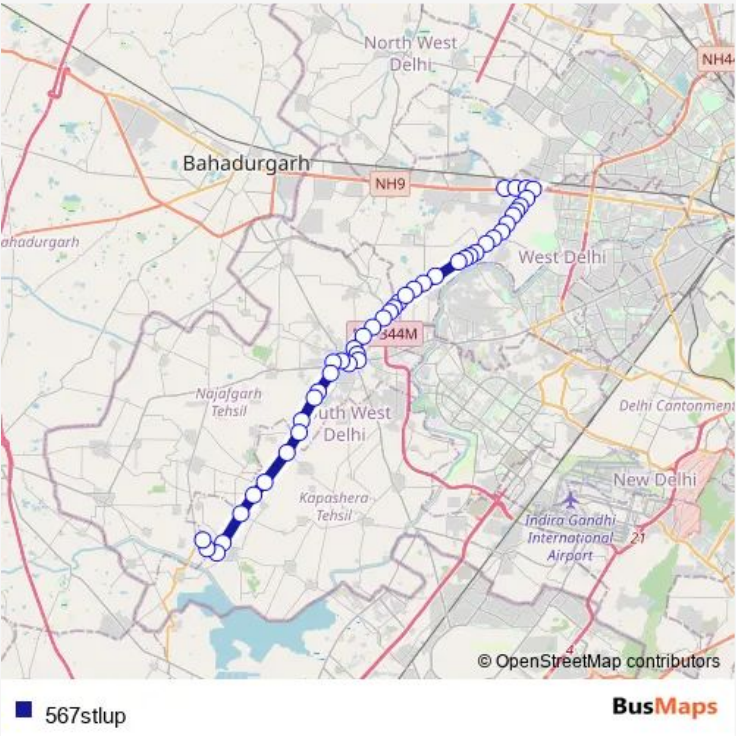 North West
Delhi
NH44
Bahadurgarh
NH9
ahadurgarh
West Delhi
344M
Najafgarh
Tehsil
uth West
Delhi
Delhi Cantonment
Kapashera
Tehsil
New Delhi
Indira Gandhi
International
Airport
21
4
© OpenStreetMap contributors
567stlup
BusMaps